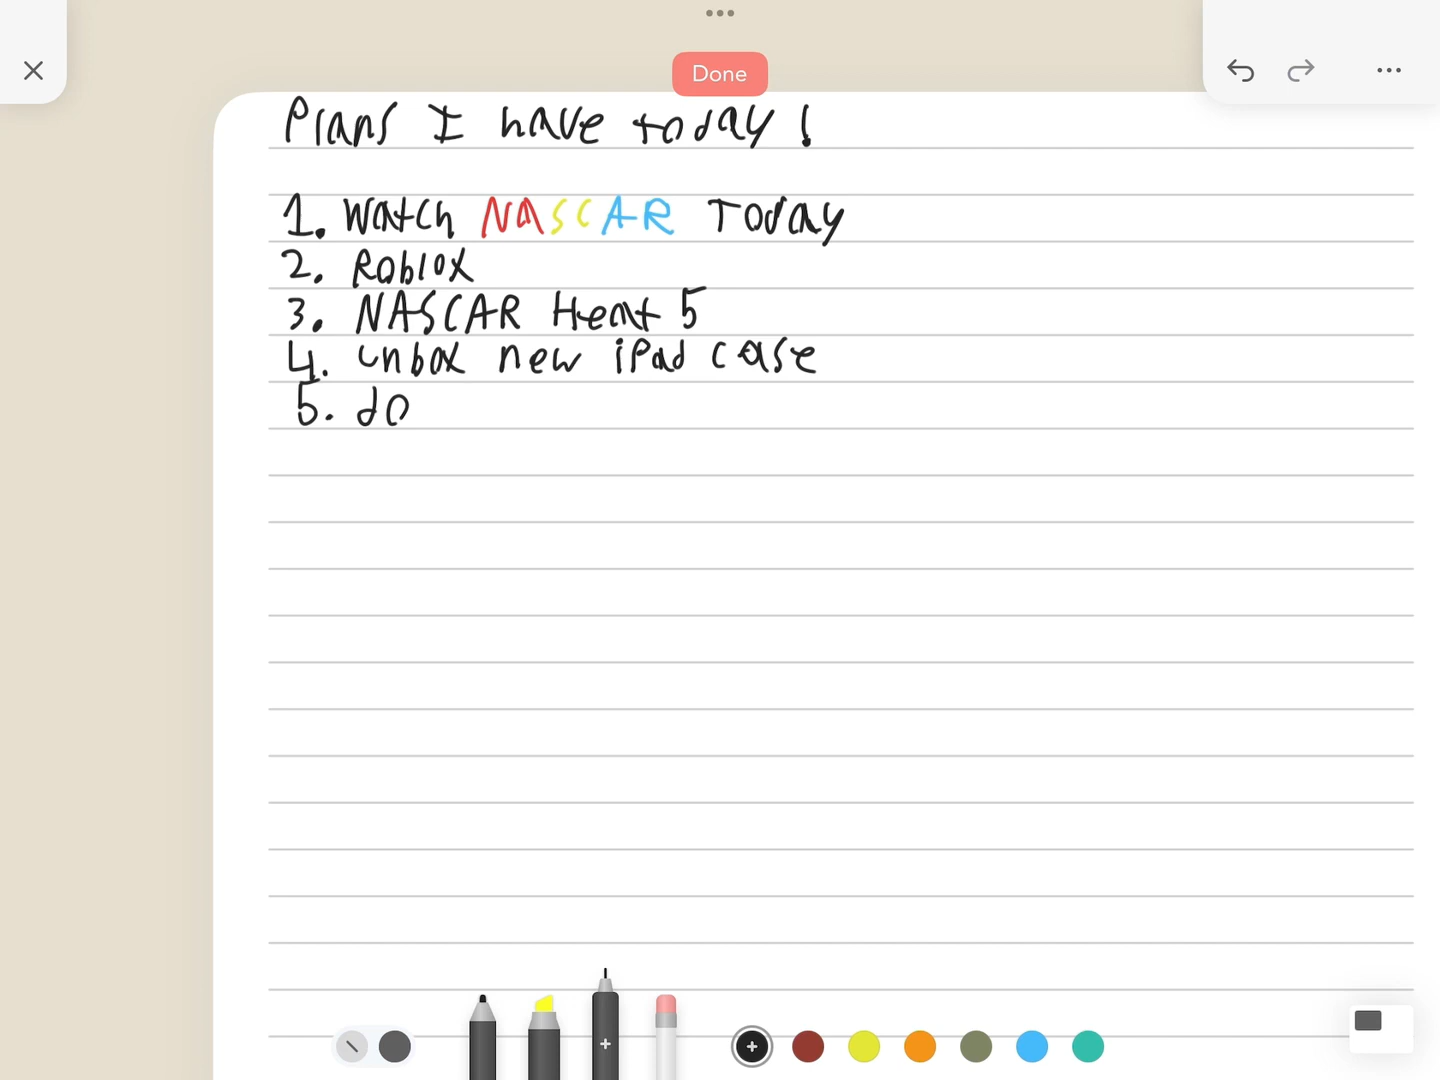 Done
Plans I have today!
1. Watch NASCAR Today
2. Roblox
3. NASCAR Heat 5
4. unbox new iPad case
5. do